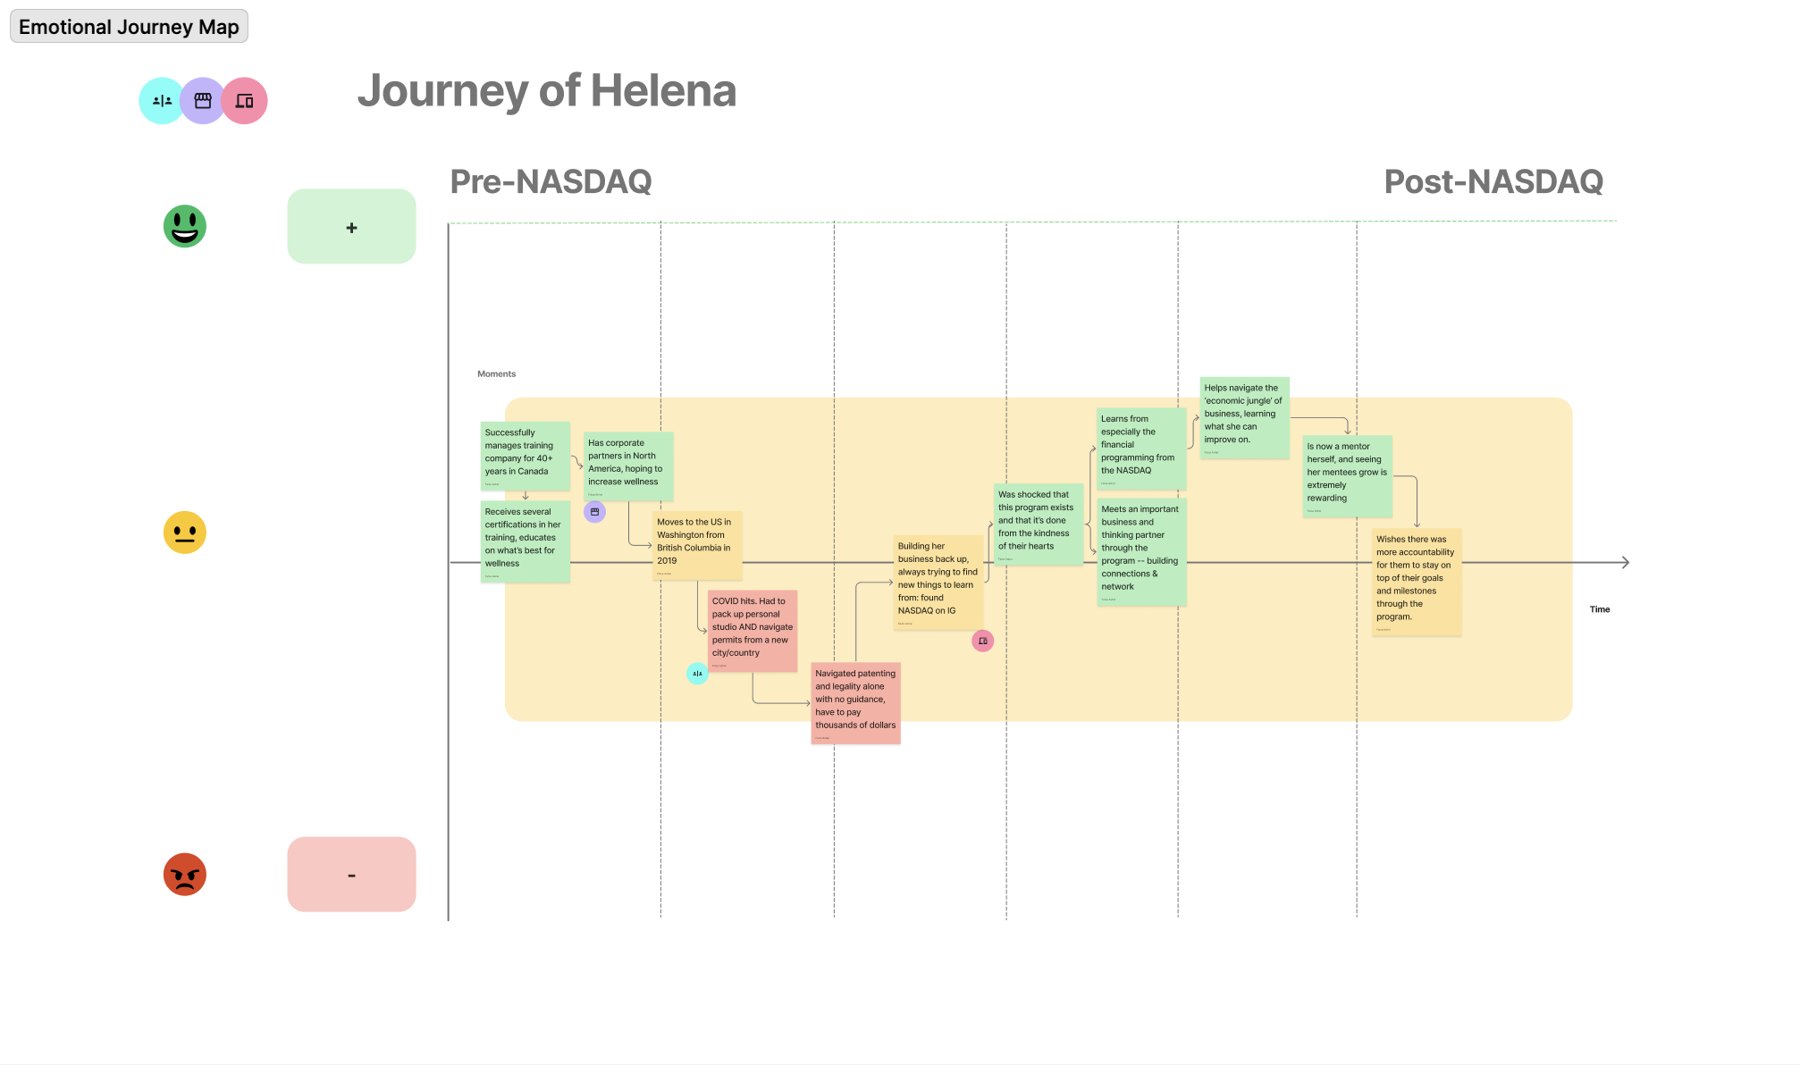 Emotional Journey Map
Journey of Helena
Pre-NASDAQ
Post-NASDAQ
+
Moments
Successfully
manages training
company for 40+
years in Canada
Receives several
certifications in her
training, educates
on what's best for
wellness
Has corporate
partners in North
America, hoping to
increase wellness
Moves to the US in
Washington from
British Columbia in
2019
COVID hits. Had to
pack up personal
studio AND navigate
permits from a new
city/country
Navigated patenting
and legality alone
with no guidance,
have to pay
thousands of dollars
Building her
business back up,
always trying to find
new things to learn
from: found
NASDAQ on IG
Was shocked that
this program exists
and that it's done
from the kindness
of their hearts
Learns from
especially the
financial
programming from
the NASDAQ
Meets an important
business and
thinking partner
through the
program -- building
connections &
network
Helps navigate the
'economic jungle' of
business, learning
what she can
improve on.
Is now a mentor
herself, and seeing
her mentees grow is
extremely
rewarding
Wishes there was
more accountability
for them to stay on
top of their goals
and milestones
through the
program.
Time
-